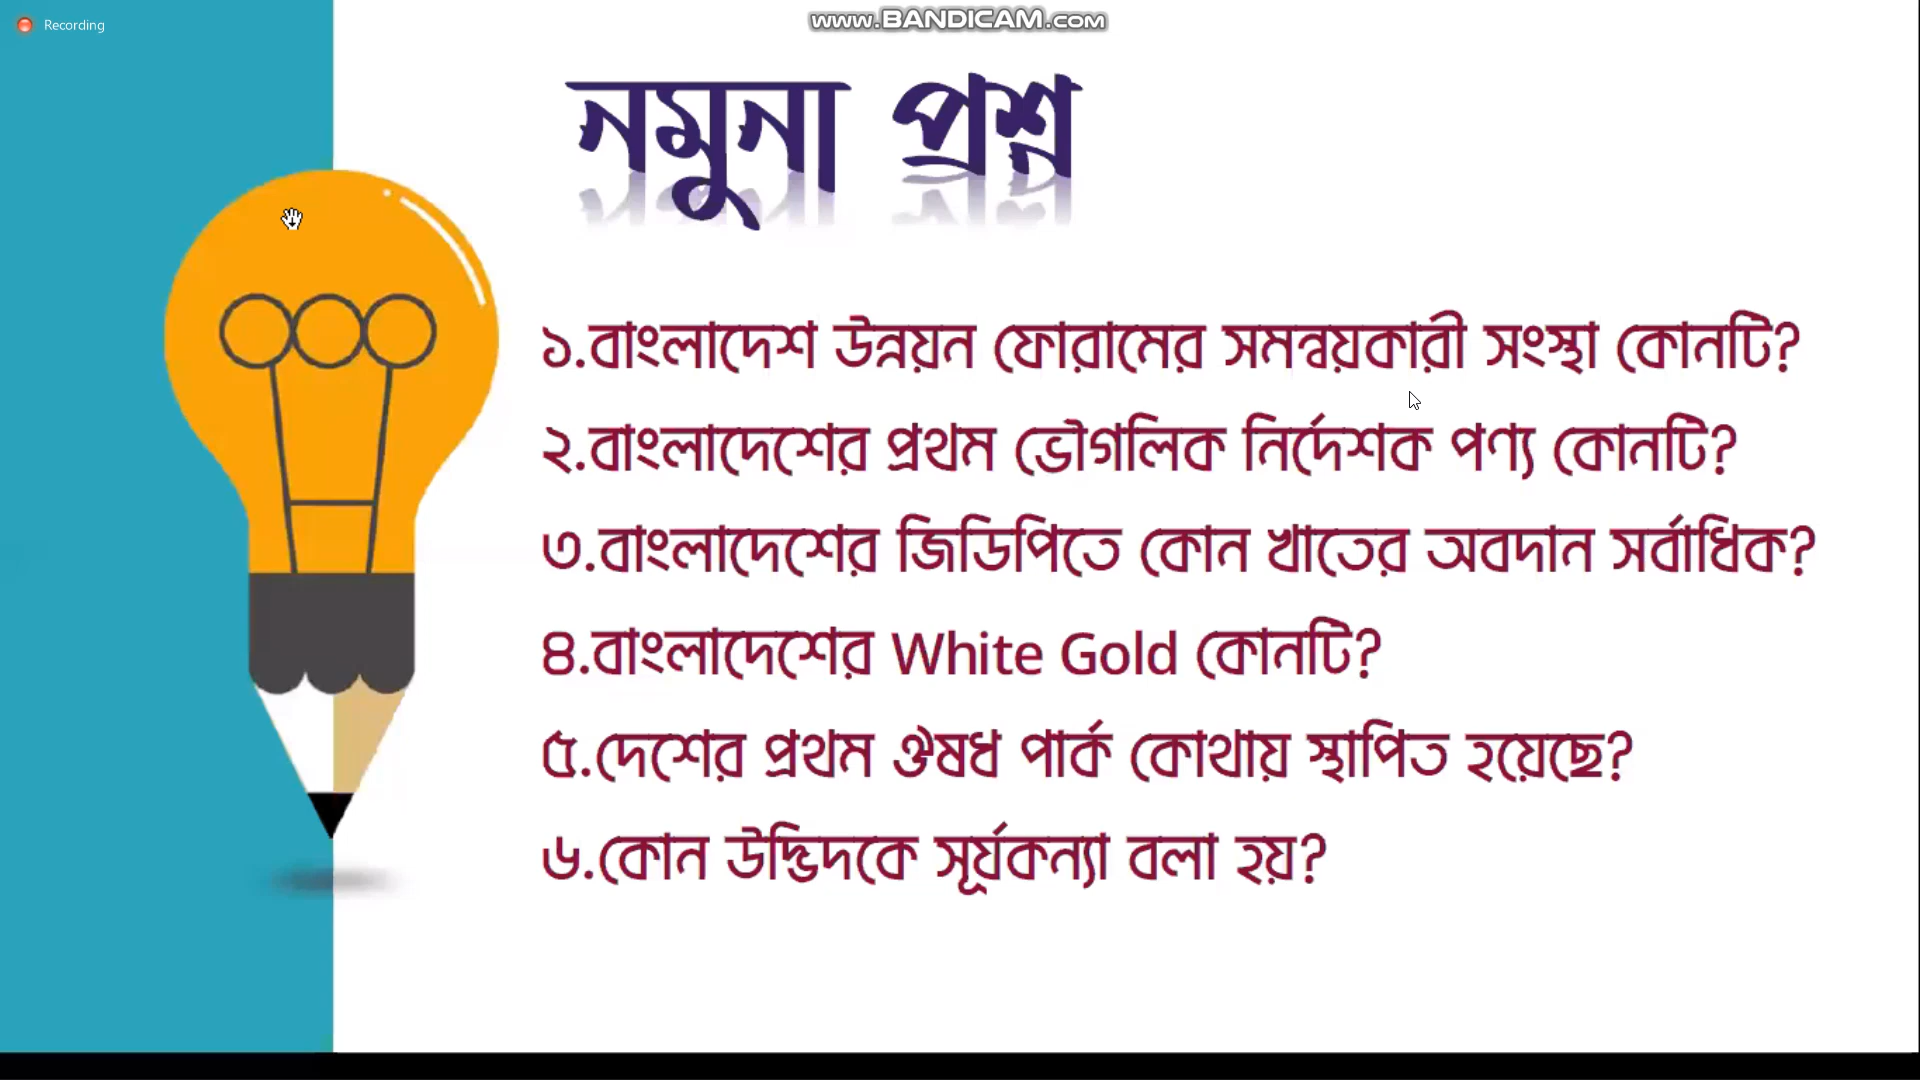 Recording
www.BANDICAM.com
নমুনা প্রশ্ন
১.বাংলাদেশ উন্নয়ন ফোরামের সমন্বয়কারী সংস্থা কোনটি?
২.বাংলাদেশের প্রথম ভৌগলিক নির্দেশক পণ্য কোনটি?
৩.বাংলাদেশের জিডিপিতে কোন খাতের অবদান সর্বাধিক?
৪.বাংলাদেশের White Gold কোনটি?
৫.দেশের প্রথম ঔষধ পার্ক কোথায় স্থাপিত হয়েছে?
৬.কোন উদ্ভিদকে সূর্যকন্যা বলা হয়?